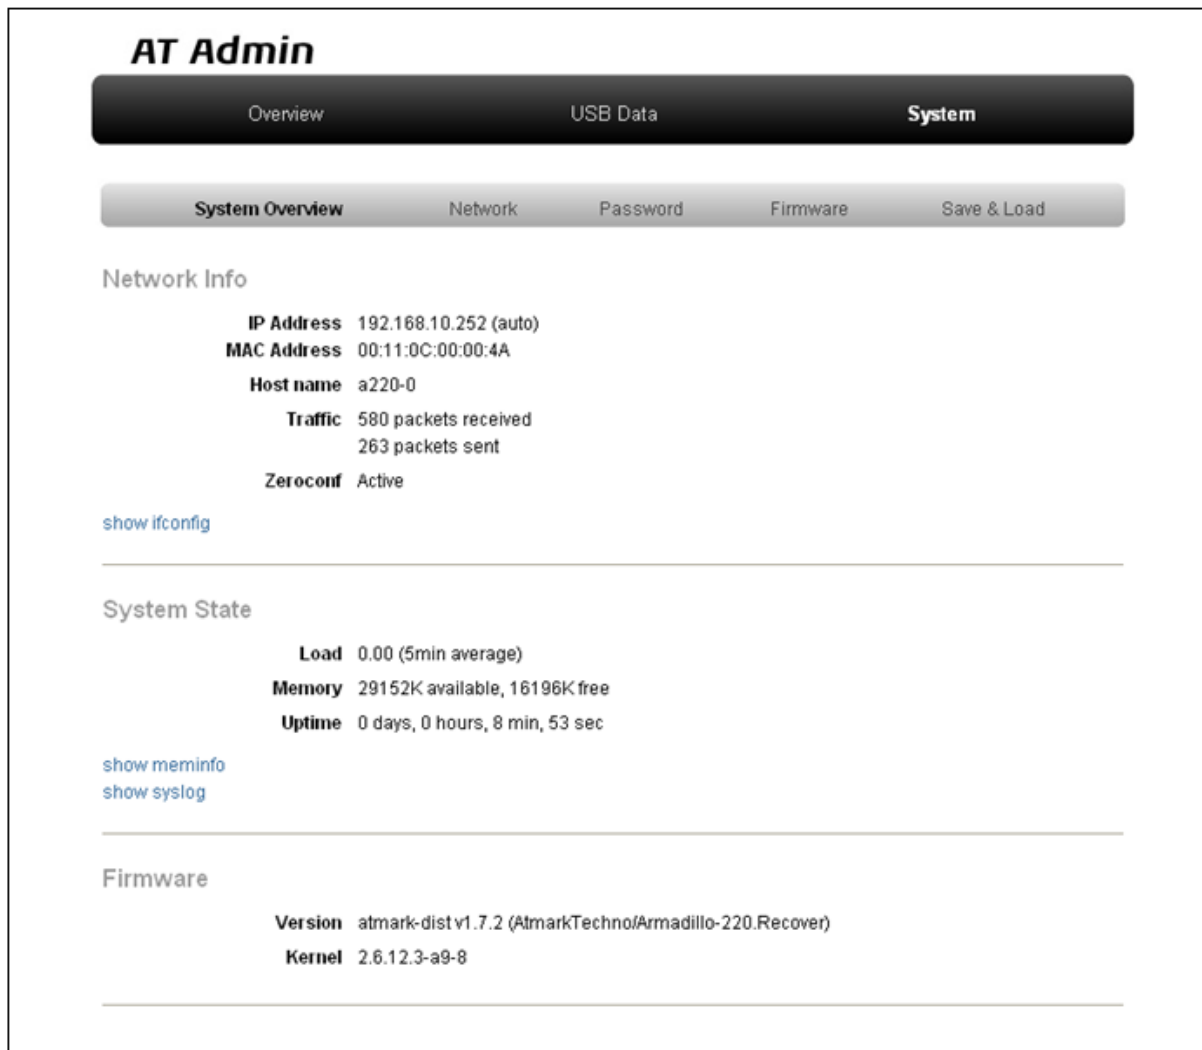 AT Admin
Overview USB Data System
System Overview Network Password Firmware Save & Load
Network Info
IP Address 192.168.10.252 (auto)
MAC Address 00:11:0C:00:00:4A
Host name a220-0
Traffic 580 packets received
263 packets sent
Zeroconf Active
show ifconfig
System State
Load 0.00 (5min average)
Memory 29152K available, 16196K free
Uptime 0 days, 0 hours, 8 min, 53 sec
show meminfo
show syslog
Firmware
Version atmark-dist v1.7.2 (AtmarkTechno/Armadillo-220.Recover)
Kernel 2.6.12.3-a9-8